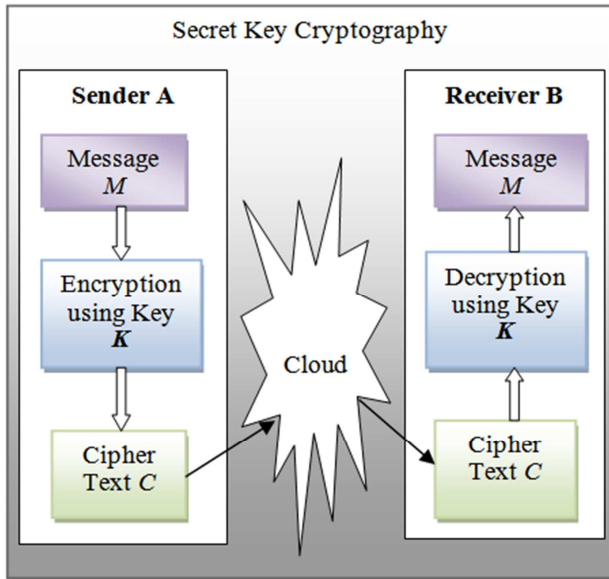 Secret Key Cryptography
Sender A
Message
M
Encryption
using Key
K
Cipher
Text C
Cloud
Receiver B
Message
M
Decryption
using Key
K
Cipher
Text C